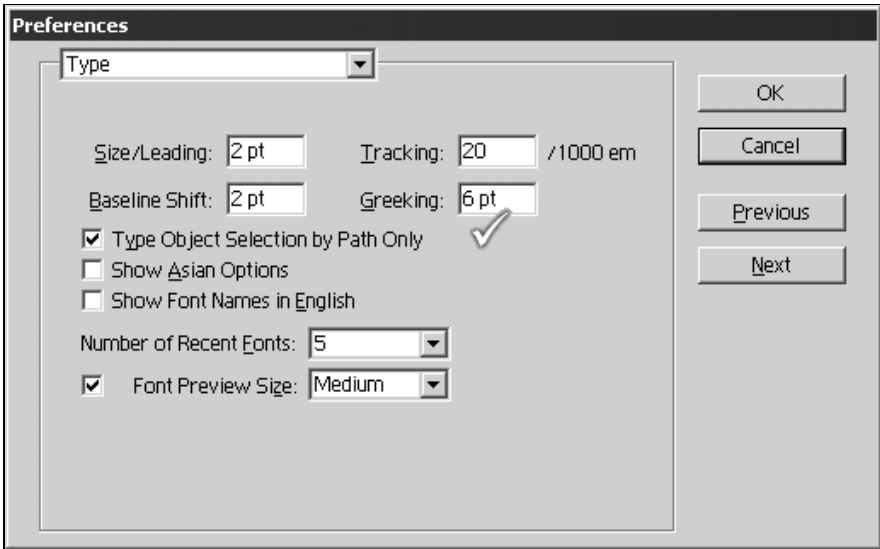 Preferences
Type
OK
Size/Leading: 2 pt Tracking: 20 /1000 em
Cancel
Baseline Shift: 2 pt Greeking: 6 pt
Previous
Type Object Selection by Path Only
Show Asian Options
Next
Show Font Names in English
Number of Recent Fonts: 5
Font Preview Size: Medium